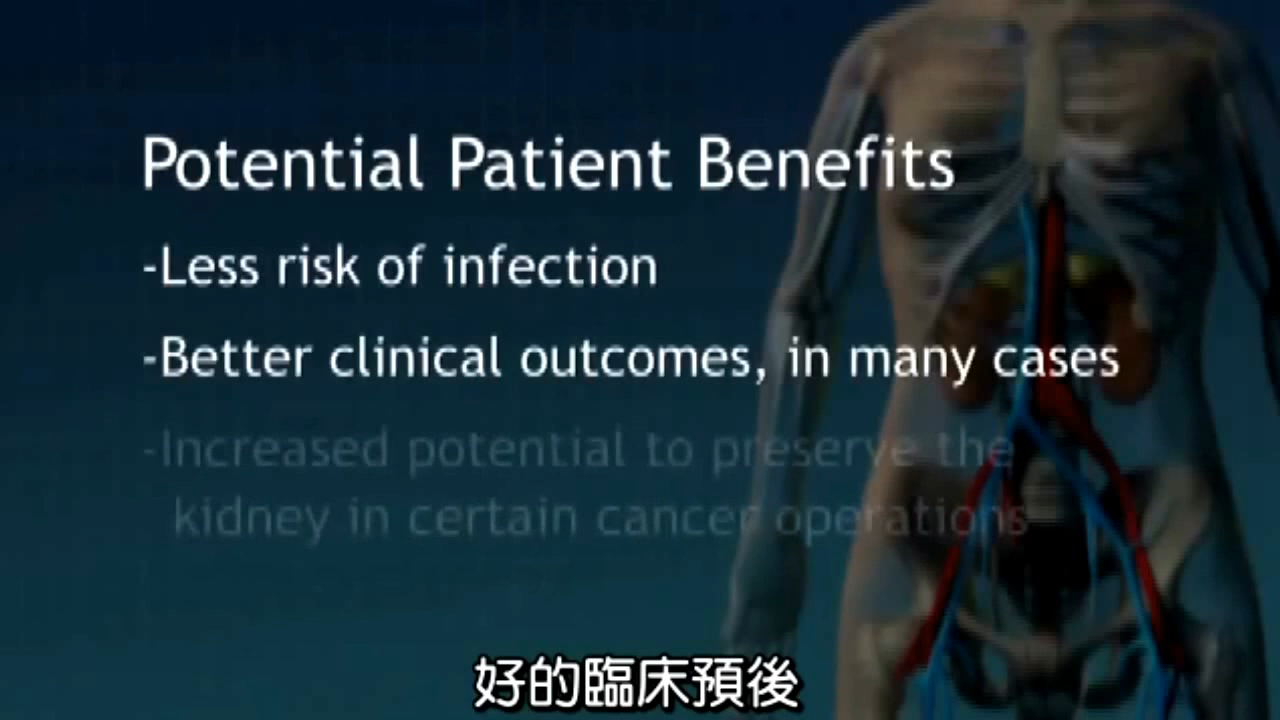 Potential Patient Benefits
-Less risk of infection
-Better clinical outcomes, in many cases
-Increased potential to preserve the
kidney in certain cancer operations
好的臨床預後